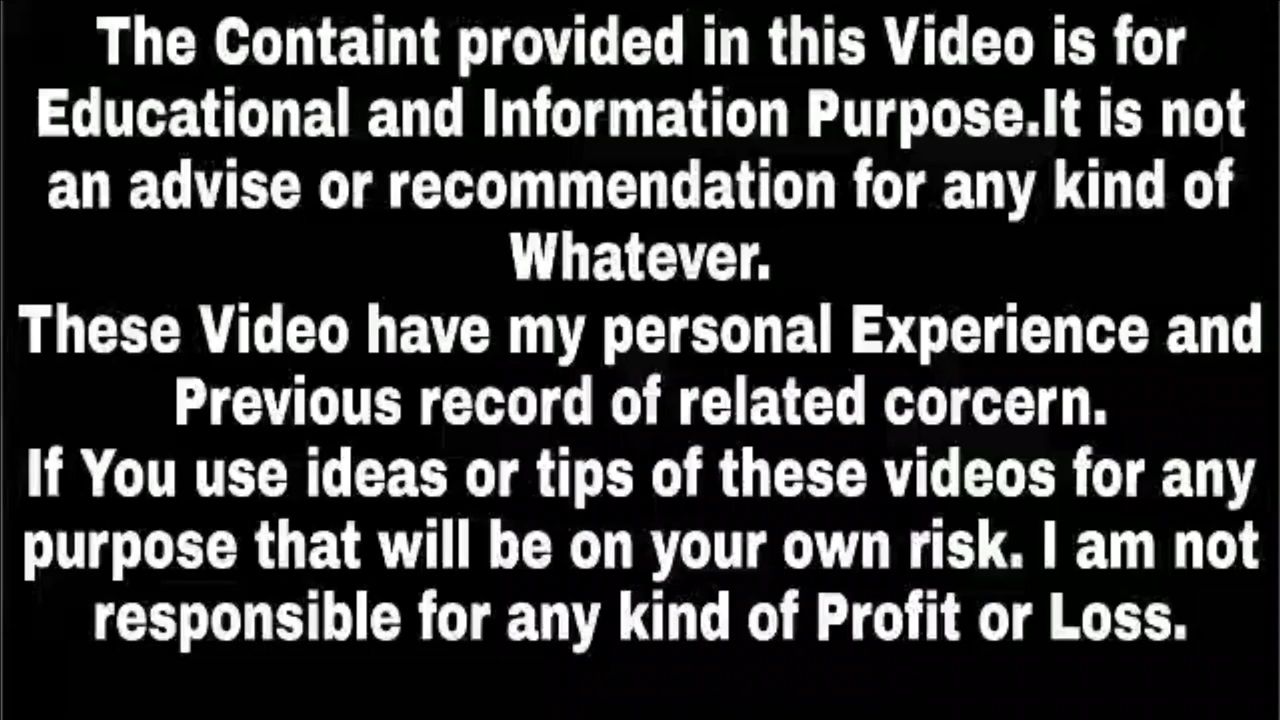 The Containt provided in this Video is for
Educational and Information Purpose.It is not
an advise or recommendation for any kind of
Whatever.
These Video have my personal Experience and
Previous record of related corcern.
If You use ideas or tips of these videos for any
purpose that will be on your own risk. I am not
responsible for any kind of Profit or Loss.